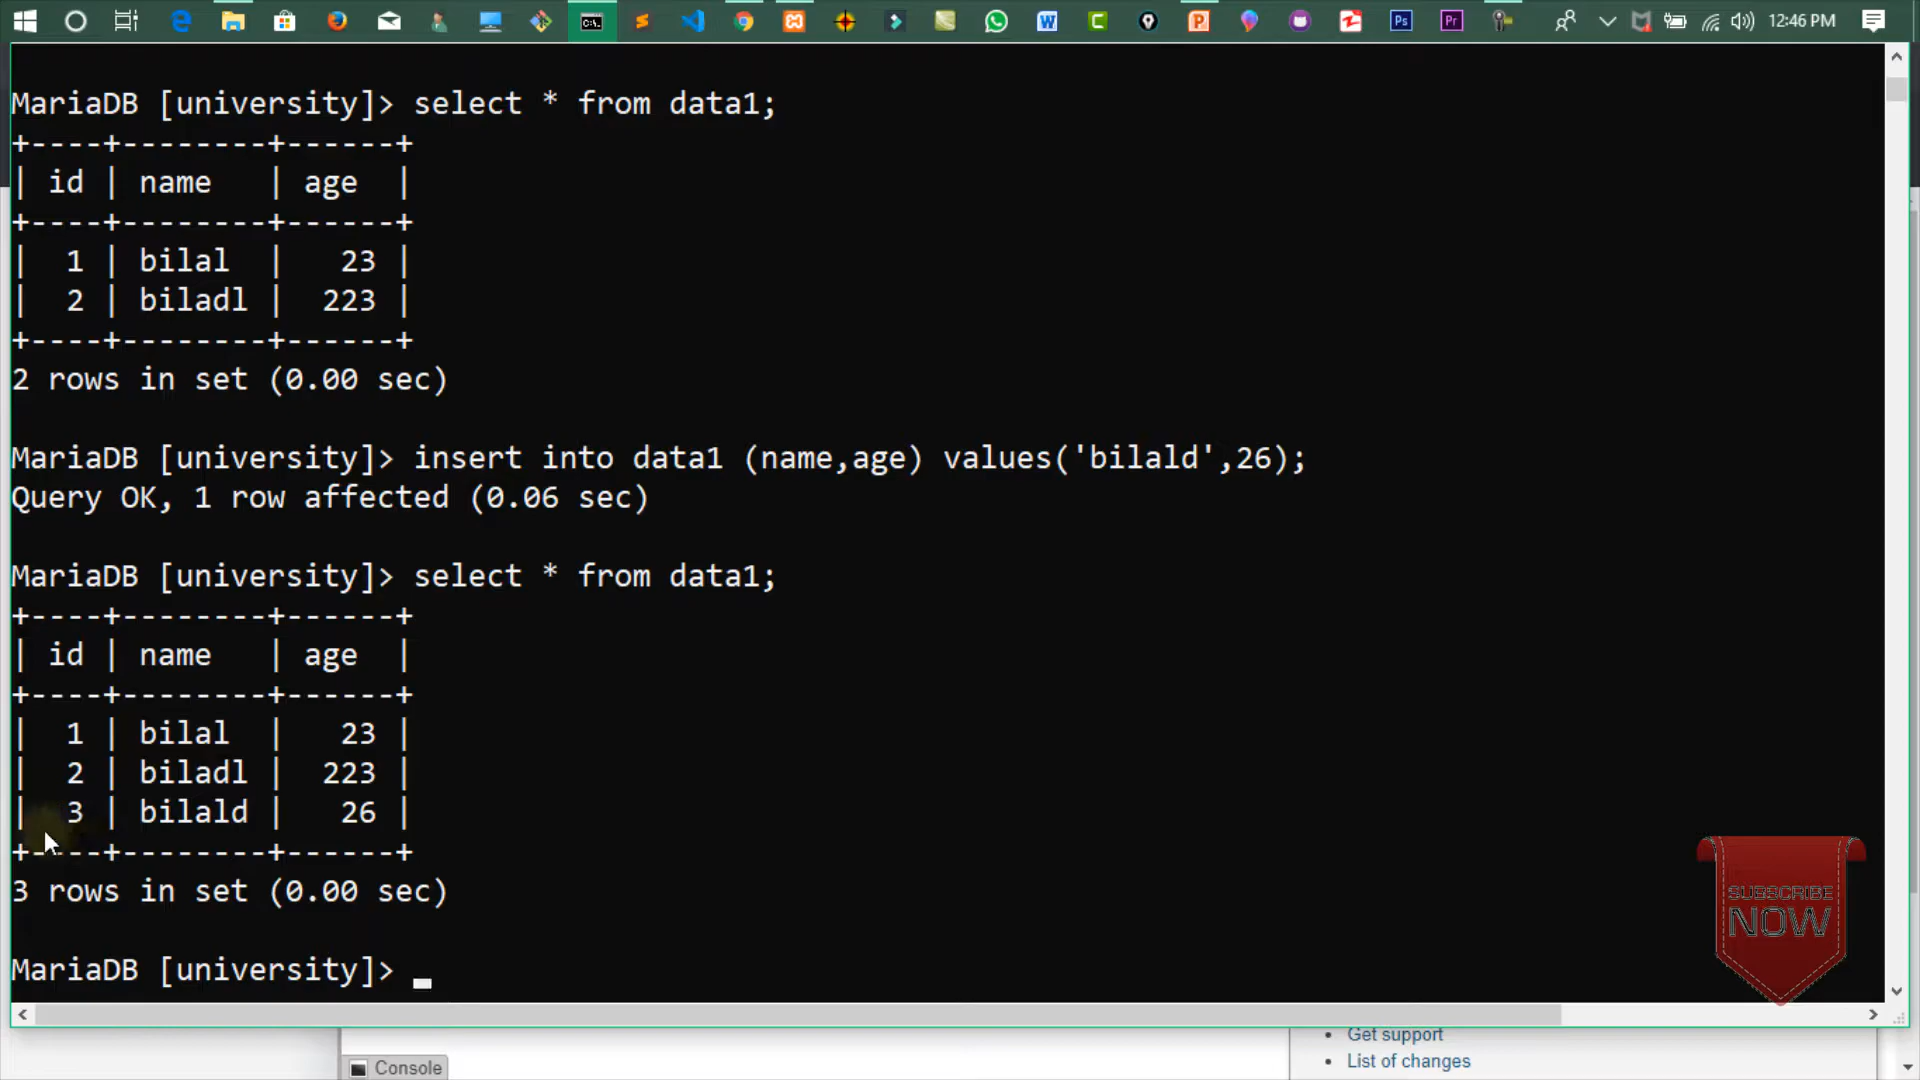 12:46 PM
MariaDB [university]> select * from data1;
+----+--------+------+
| id | name   | age  |
+----+--------+------+
|  1 | bilal  |   23 |
|  2 | biladl |  223 |
+----+--------+------+
2 rows in set (0.00 sec)
MariaDB [university]> insert into data1 (name,age) values('bilald',26);
Query OK, 1 row affected (0.06 sec)
MariaDB [university]> select * from data1;
+----+--------+------+
| id | name   | age  |
+----+--------+------+
|  1 | bilal  |   23 |
|  2 | biladl |  223 |
|  3 | bilald |   26 |
+----+--------+------+
3 rows in set (0.00 sec)
MariaDB [university]> _
SUBSCRIBE
NOW
Get support
List of changes
Console